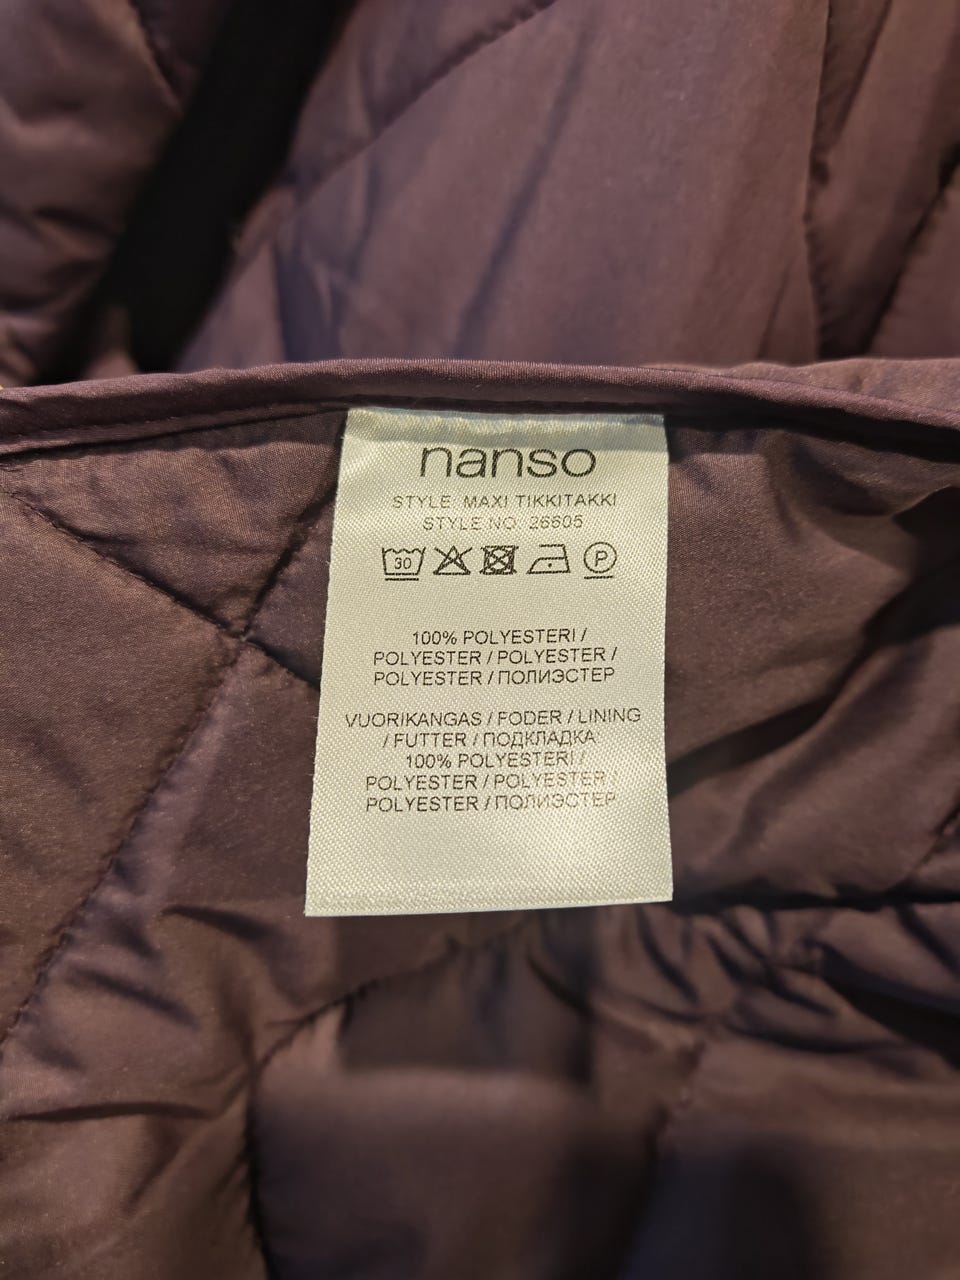 nanso
STYLE: MAXI TIKKITAKKI
STYLE NO. 26605
30 P
100% POLYESTERI /
POLYESTER / POLYESTER /
POLYESTER / ПОЛИЭСТЕР
VUORIKANGAS / FODER / LINING
/ FUTTER / ПОДКЛАДКА
100% POLYESTERI /
POLYESTER / POLYESTER /
POLYESTER / ПОЛИЭСТЕР